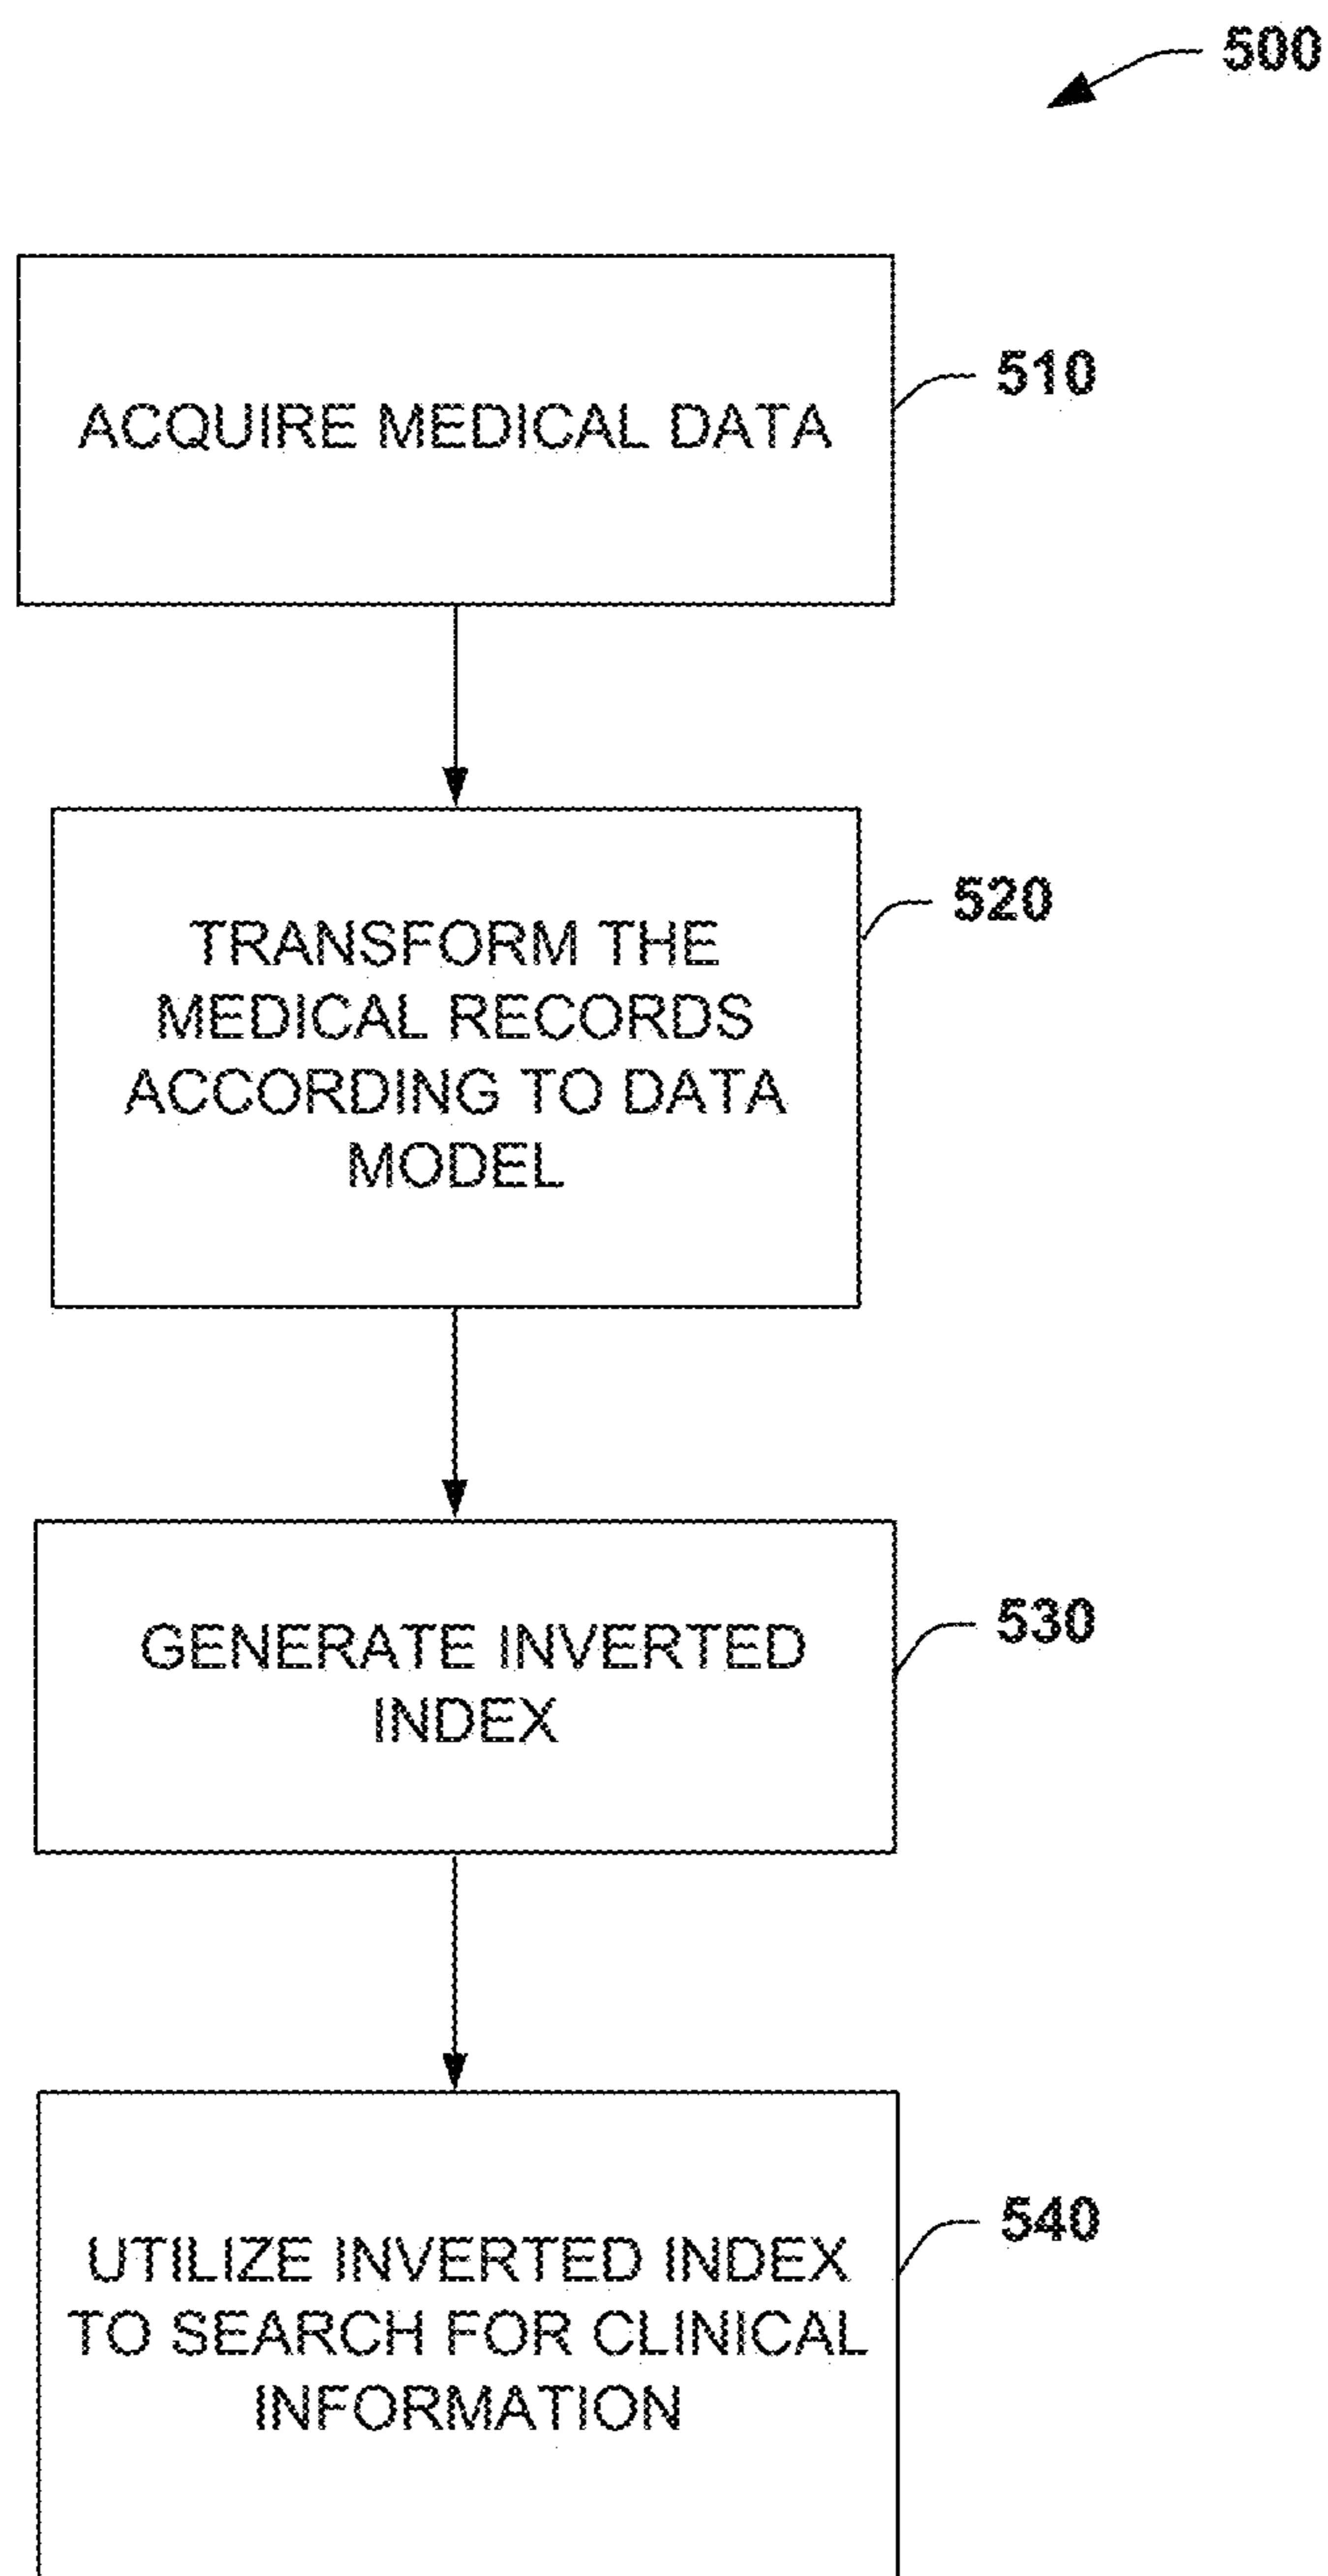 500
ACQUIRE MEDICAL DATA
510
TRANSFORM THE
MEDICAL RECORDS
ACCORDING TO DATA
MODEL
520
GENERATE INVERTED
INDEX
530
UTILIZE INVERTED INDEX
TO SEARCH FOR CLINICAL
INFORMATION
540